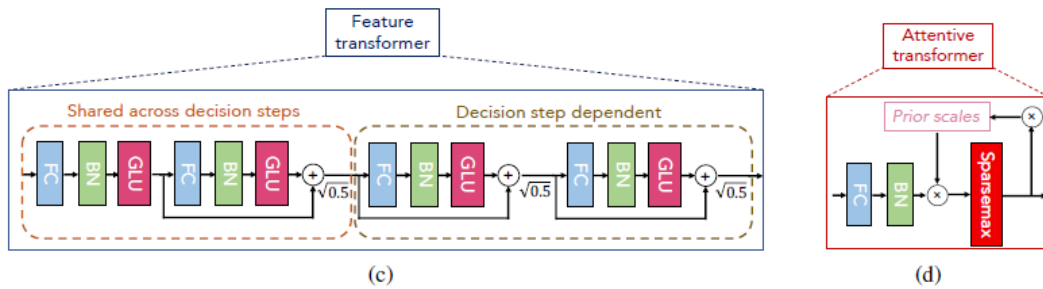 Feature
transformer
Attentive
transformer
Shared across decision steps
Decision step dependent
FC
BN
GLU
FC
BN
GLU
+
√0.5
FC
BN
GLU
+
√0.5
FC
BN
GLU
+
√0.5
Prior scales
×
FC
BN
×
Sparsemax
(c)
(d)